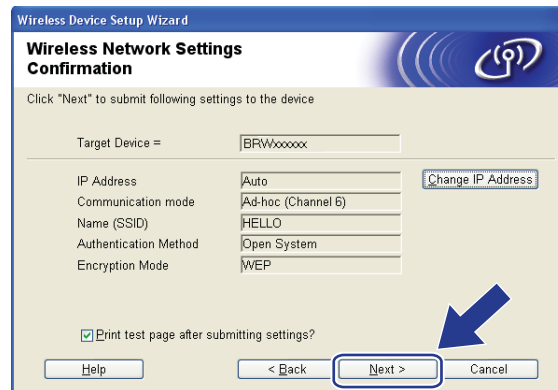 Wireless Device Setup Wizard
Wireless Network Settings
Confirmation
Click "Next" to submit following settings to the device
Target Device = BRWxxxxxx
IP Address Auto Change IP Address
Communication mode Ad-hoc (Channel 6)
Name (SSID) HELLO
Authentication Method Open System
Encryption Mode WEP
Print test page after submitting settings?
Help < Back Next > Cancel